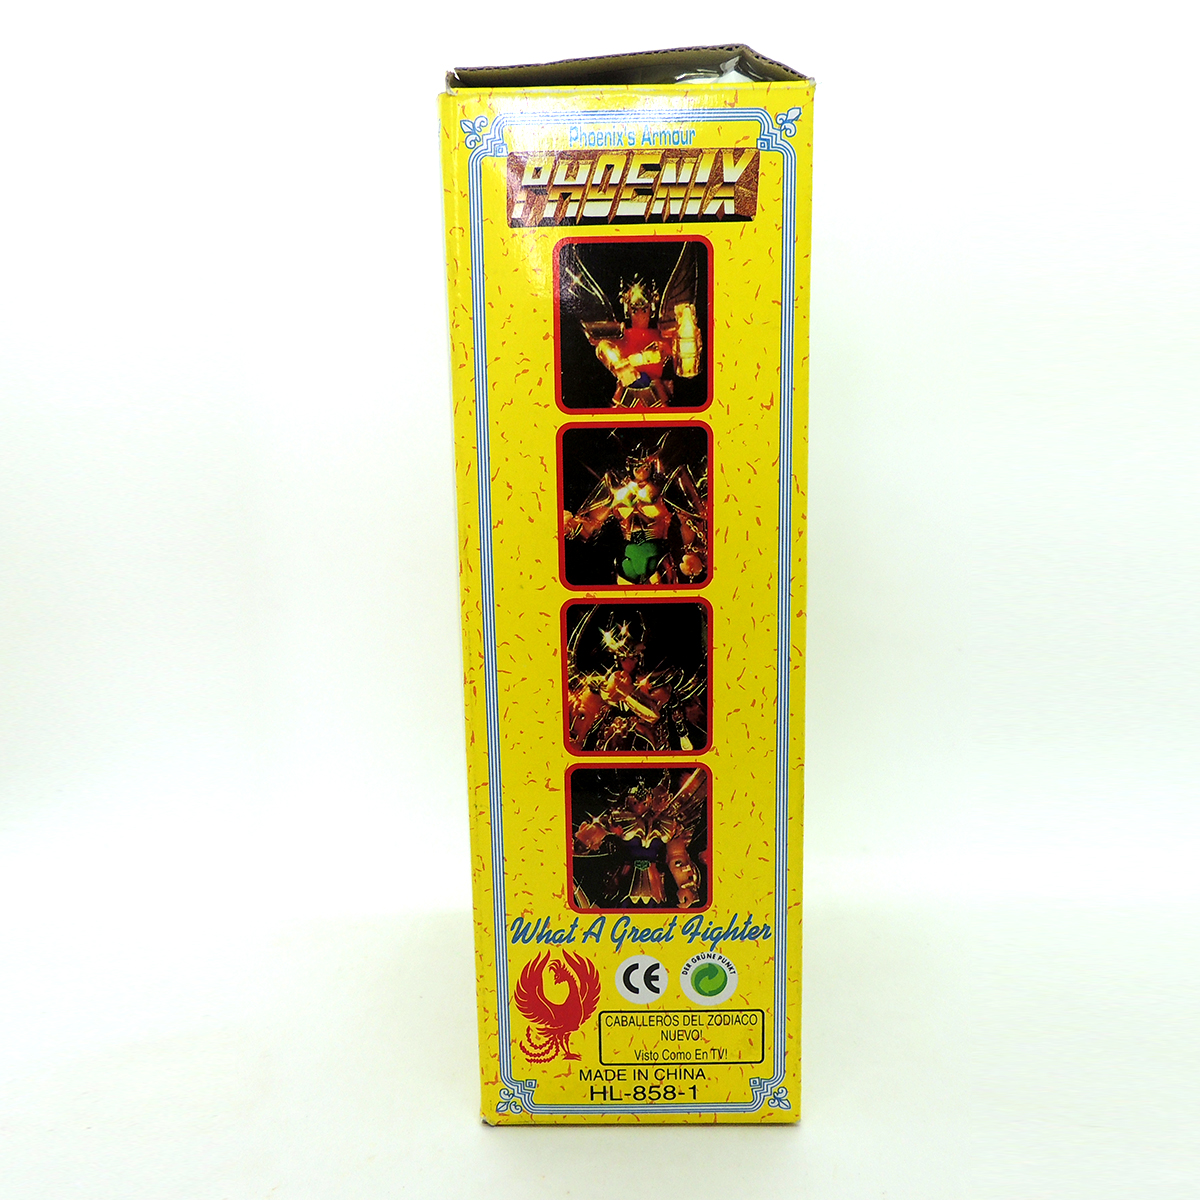 Phoenix's Armour
PHOENIX
What A Great Fighter
CE
DER GRÜNE PUNKT
CABALLEROS DEL ZODIACO
NUEVO!
Visto Como En TV!
MADE IN CHINA
HL-858-1